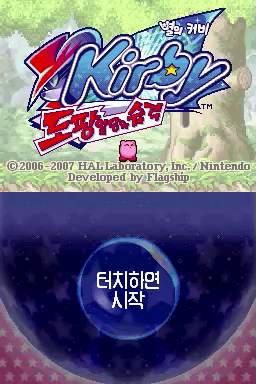 별의 커비
Kirby
TM
도팡 일당의 습격
© 2006-2007 HAL Laboratory, Inc. / Nintendo
Developed by Flagship
터치하면
시작